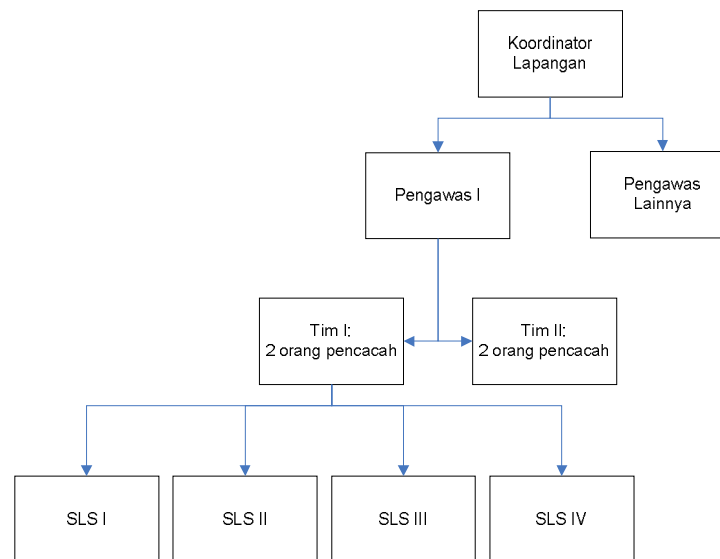 Koordinator
Lapangan
Pengawas I
Pengawas
Lainnya
Tim I:
2 orang pencacah
Tim II:
2 orang pencacah
SLS I
SLS II
SLS III
SLS IV